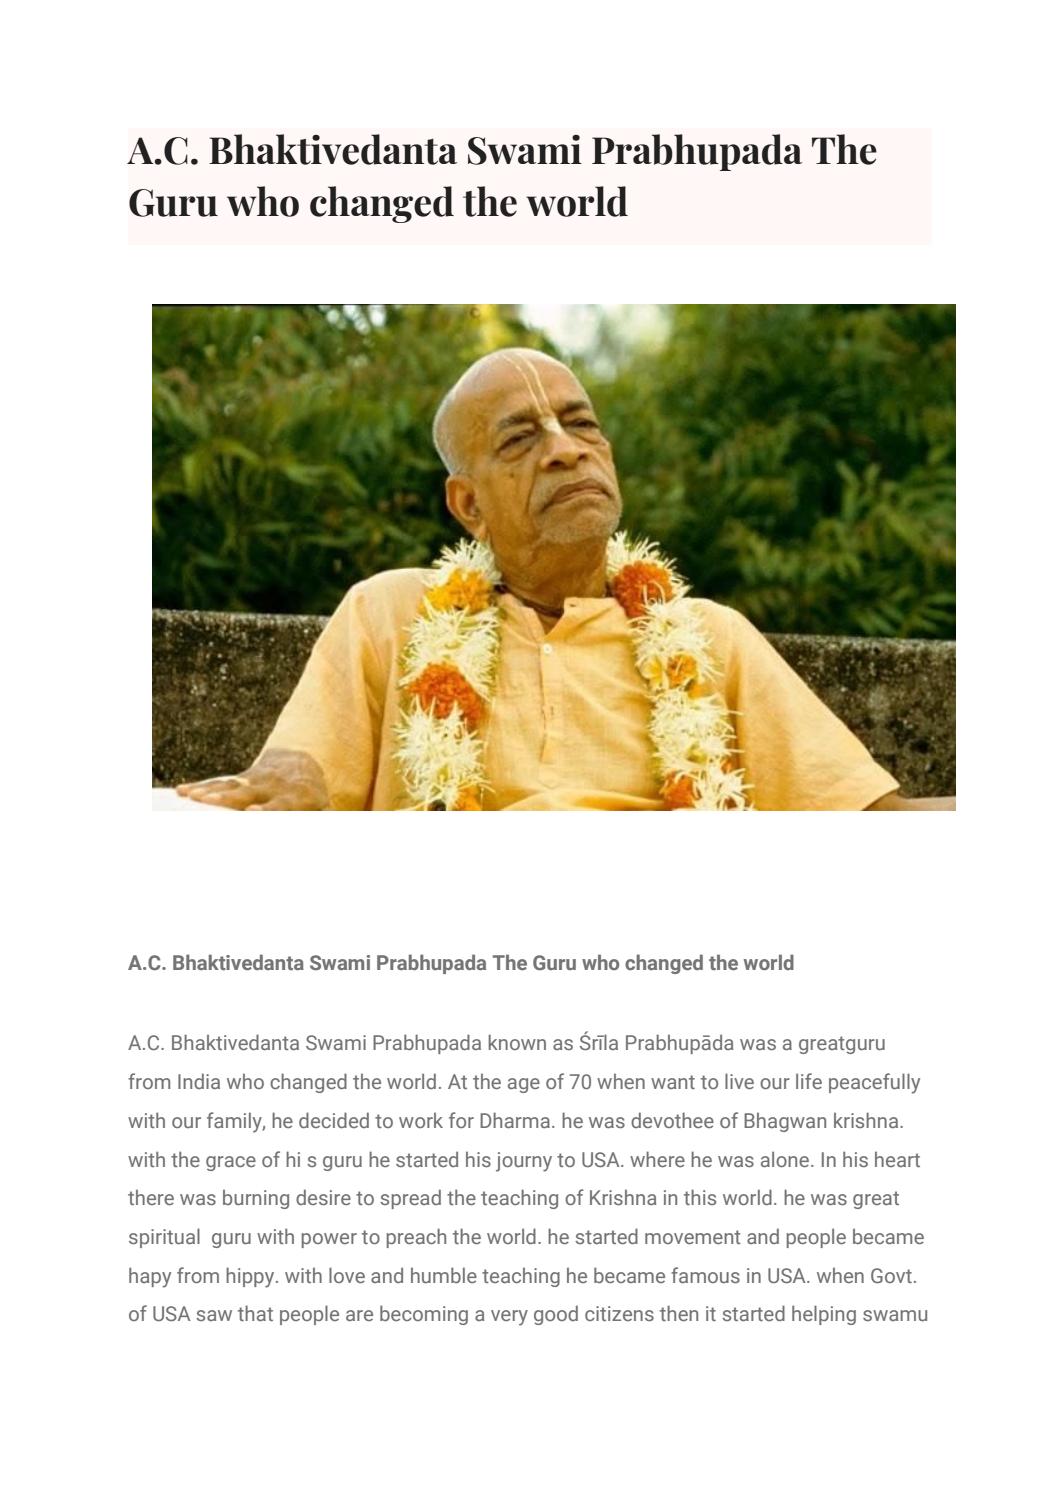 A.C. Bhaktivedanta Swami Prabhupada The
Guru who changed the world
A.C. Bhaktivedanta Swami Prabhupada The Guru who changed the world
A.C. Bhaktivedanta Swami Prabhupada known as Śrīla Prabhupāda was a greatguru
from India who changed the world. At the age of 70 when want to live our life peacefully
with our family, he decided to work for Dharma. he was devothee of Bhagwan krishna.
with the grace of hi s guru he started his journy to USA. where he was alone. In his heart
there was burning desire to spread the teaching of Krishna in this world. he was great
spiritual  guru with power to preach the world. he started movement and people became
hapy from hippy. with love and humble teaching he became famous in USA. when Govt.
of USA saw that people are becoming a very good citizens then it started helping swamu